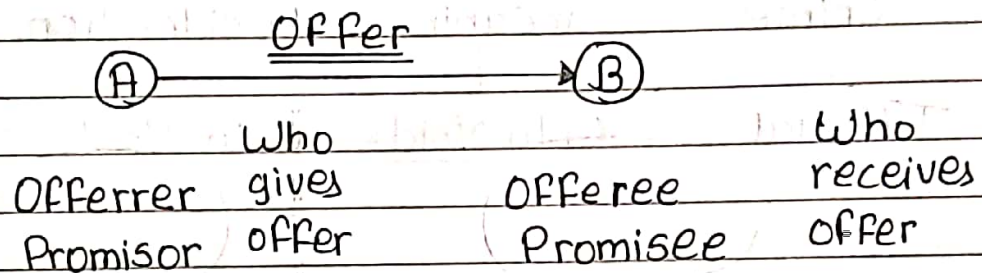 Offer
A B
Who Who
Offerrer gives Offeree receives
Promisor offer Promisee offer